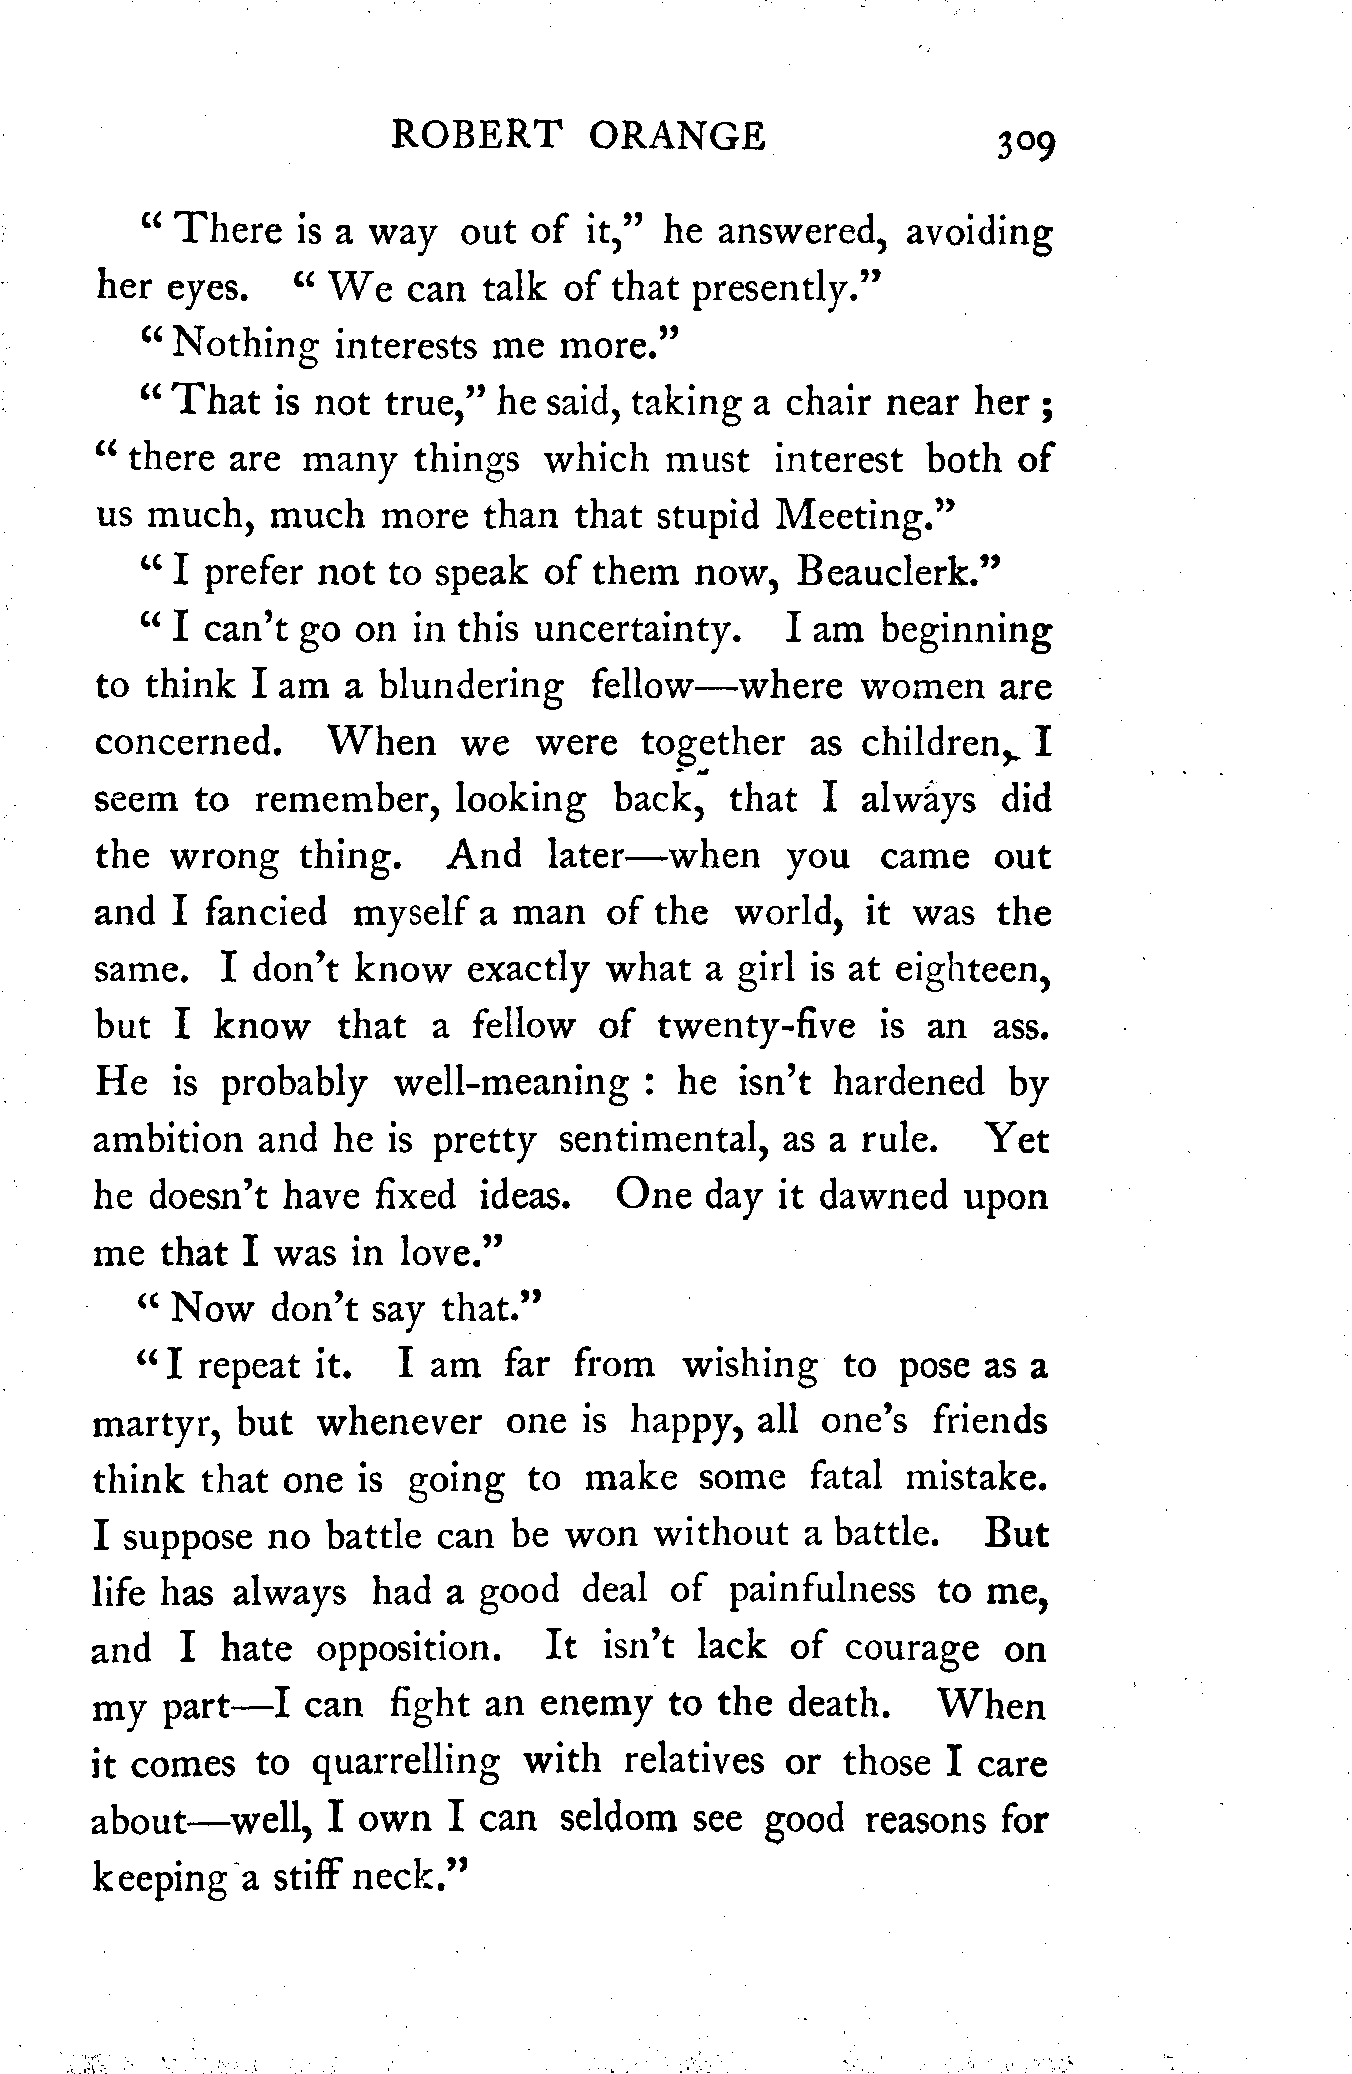 ROBERT ORANGE 309
“ There is a way out of it,” he answered, avoiding
her eyes. “ We can talk of that presently.”
“ Nothing interests me more.”
“ That is not true,” he said, taking a chair near her ;
“ there are many things which must interest both of
us much, much more than that stupid Meeting.”
“ I prefer not to speak of them now, Beauclerk.”
“ I can’t go on in this uncertainty. I am beginning
to think I am a blundering fellow—where women are
concerned. When we were together as children, I
seem to remember, looking back, that I always did
the wrong thing. And later—when you came out
and I fancied myself a man of the world, it was the
same. I don’t know exactly what a girl is at eighteen,
but I know that a fellow of twenty-five is an ass.
He is probably well-meaning : he isn’t hardened by
ambition and he is pretty sentimental, as a rule. Yet
he doesn’t have fixed ideas. One day it dawned upon
me that I was in love.”
“ Now don’t say that.”
“ I repeat it. I am far from wishing to pose as a
martyr, but whenever one is happy, all one’s friends
think that one is going to make some fatal mistake.
I suppose no battle can be won without a battle. But
life has always had a good deal of painfulness to me,
and I hate opposition. It isn’t lack of courage on
my part—I can fight an enemy to the death. When
it comes to quarrelling with relatives or those I care
about—well, I own I can seldom see good reasons for
keeping a stiff neck.”